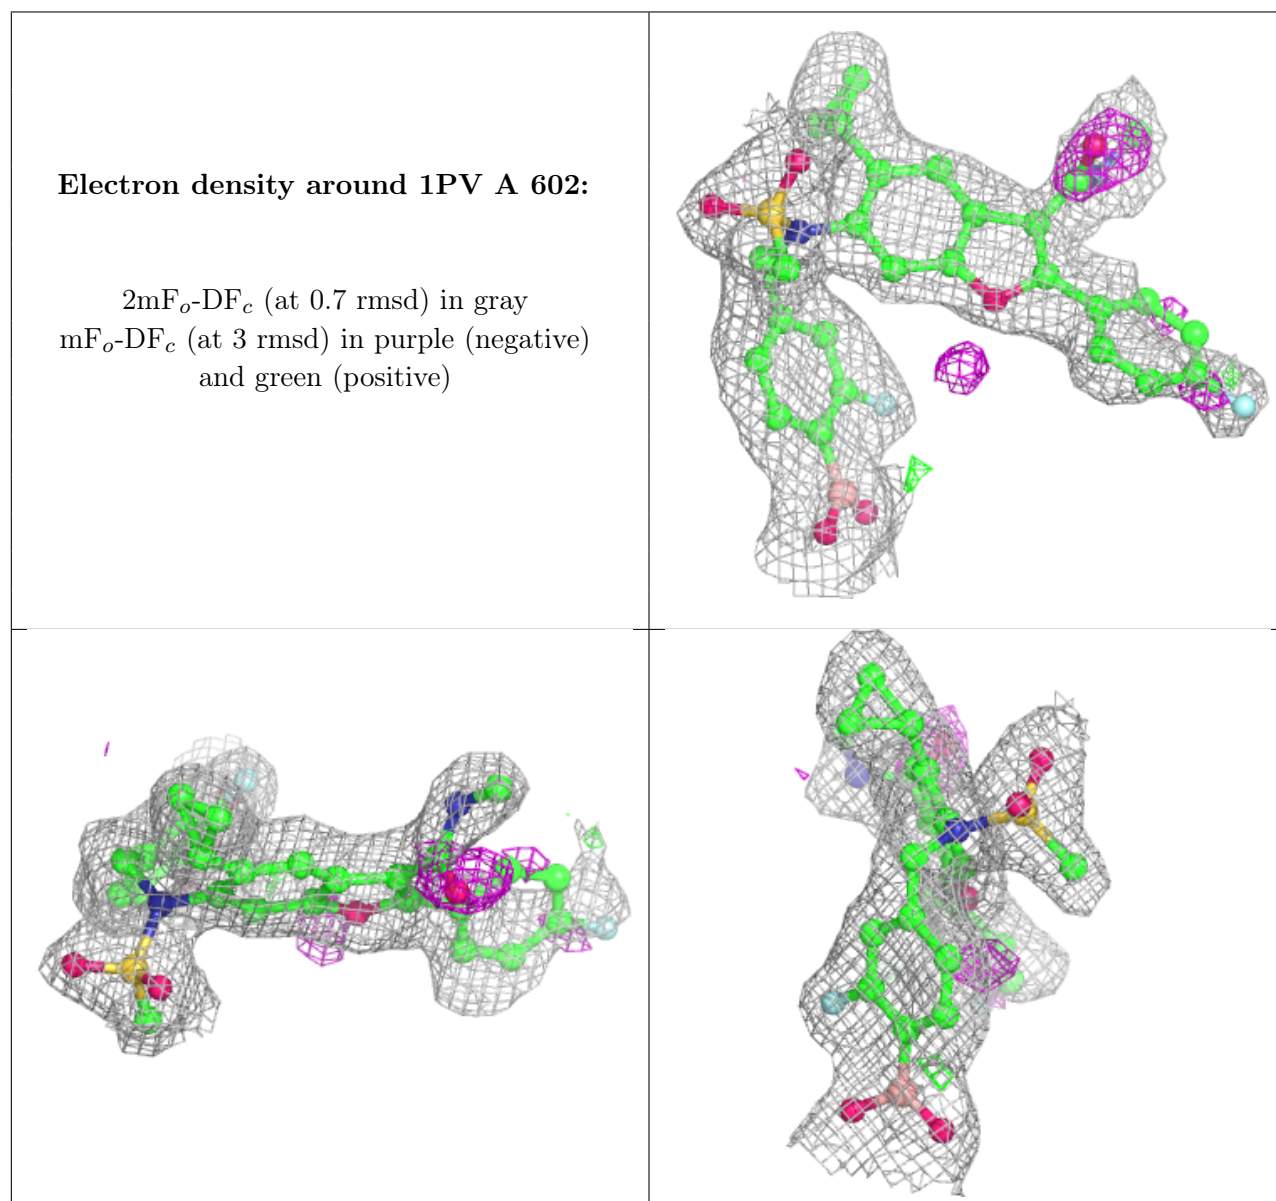 Electron density around 1PV A 602:
2mFo-DFc (at 0.7 rmsd) in gray
mFo-DFc (at 3 rmsd) in purple (negative)
and green (positive)